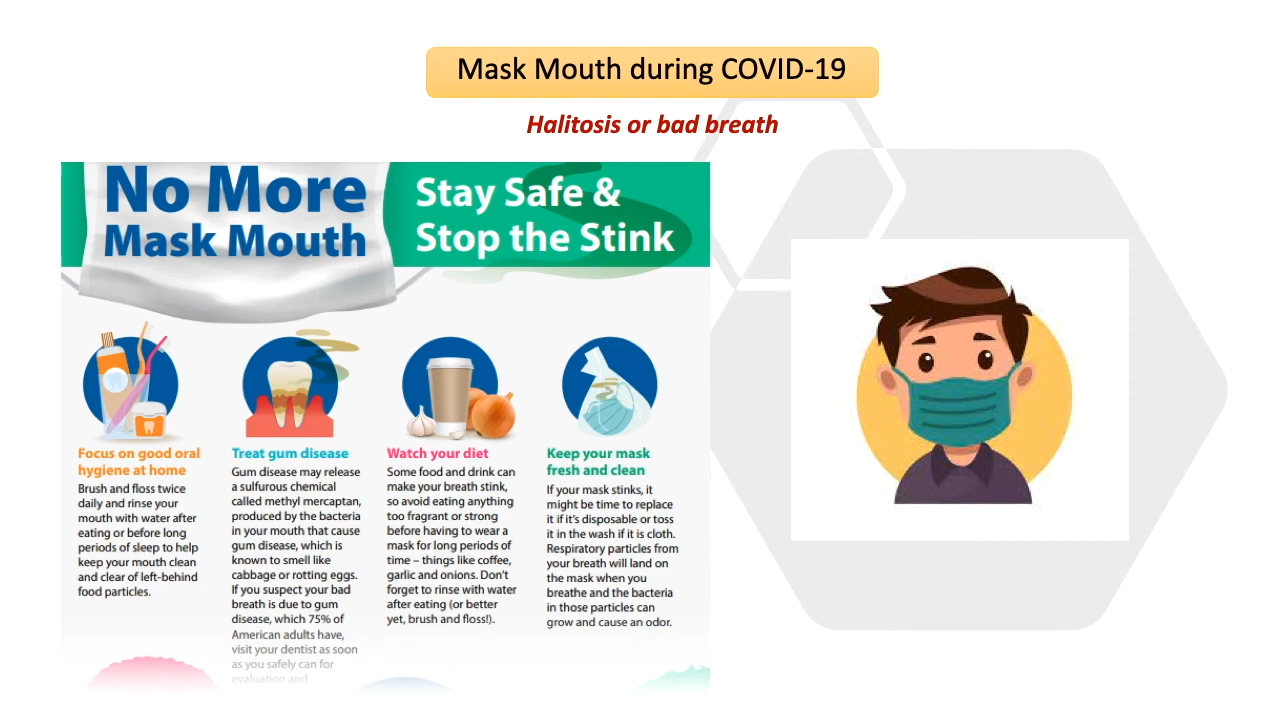 Mask Mouth during COVID-19
Halitosis or bad breath
No More
Mask Mouth
Stay Safe &
Stop the Stink
Focus on good oral
hygiene at home
Brush and floss twice
daily and rinse your
mouth with water after
eating or before long
periods of sleep to help
keep your mouth clean
and clear of left-behind
food particles.
Treat gum disease
Gum disease may release
a sulfurous chemical
called methyl mercaptan,
produced by the bacteria
in your mouth that cause
gum disease, which is
known to smell like
cabbage or rotting eggs.
If you suspect your bad
breath is due to gum
disease, which 75% of
American adults have,
visit your dentist as soon
as you safely can for
evaluation and
Watch your diet
Some food and drink can
make your breath stink,
so avoid eating anything
too fragrant or strong
before having to wear a
mask for long periods of
time – things like coffee,
garlic and onions. Don't
forget to rinse with water
after eating (or better
yet, brush and floss!).
Keep your mask
fresh and clean
If your mask stinks, it
might be time to replace
it if it's disposable or toss
it in the wash if it is cloth.
Respiratory particles from
your breath will land on
the mask when you
breathe and the bacteria
in those particles can
grow and cause an odor.